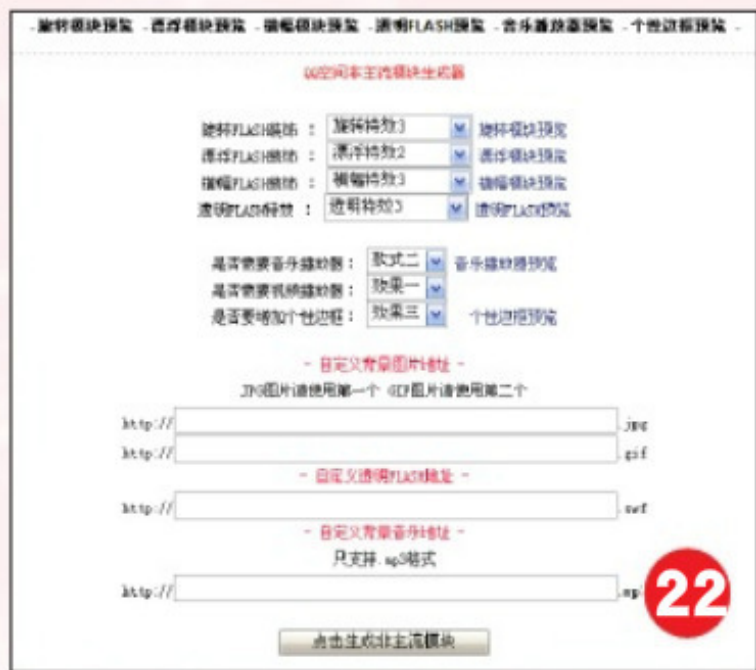 - 旋转模块预览 - 漂浮模块预览 - 横幅模块预览 - 透明FLASH预览 - 音乐播放器预览 - 个性边框预览 -
QQ空间非主流模块生成器
旋转FLASH装饰 : 旋转特效3 旋转模块预览
漂浮FLASH装饰 : 漂浮特效2 漂浮模块预览
横幅FLASH装饰 : 横幅特效3 横幅模块预览
透明FLASH特效 : 透明特效3 透明FLASH预览
是否需要音乐播放器 : 款式二 音乐播放器预览
是否需要视频播放器 : 效果一
是否要增加个性边框 : 效果三 个性边框预览
- 自定义背景图片地址 -
JPG图片请使用第一个 GIF图片请使用第二个
http:// .jpg
http:// .gif
- 自定义透明FLASH地址 -
http:// .swf
- 自定义背景音乐地址 -
只支持.mp3格式
http:// .mp
22
点击生成非主流模块